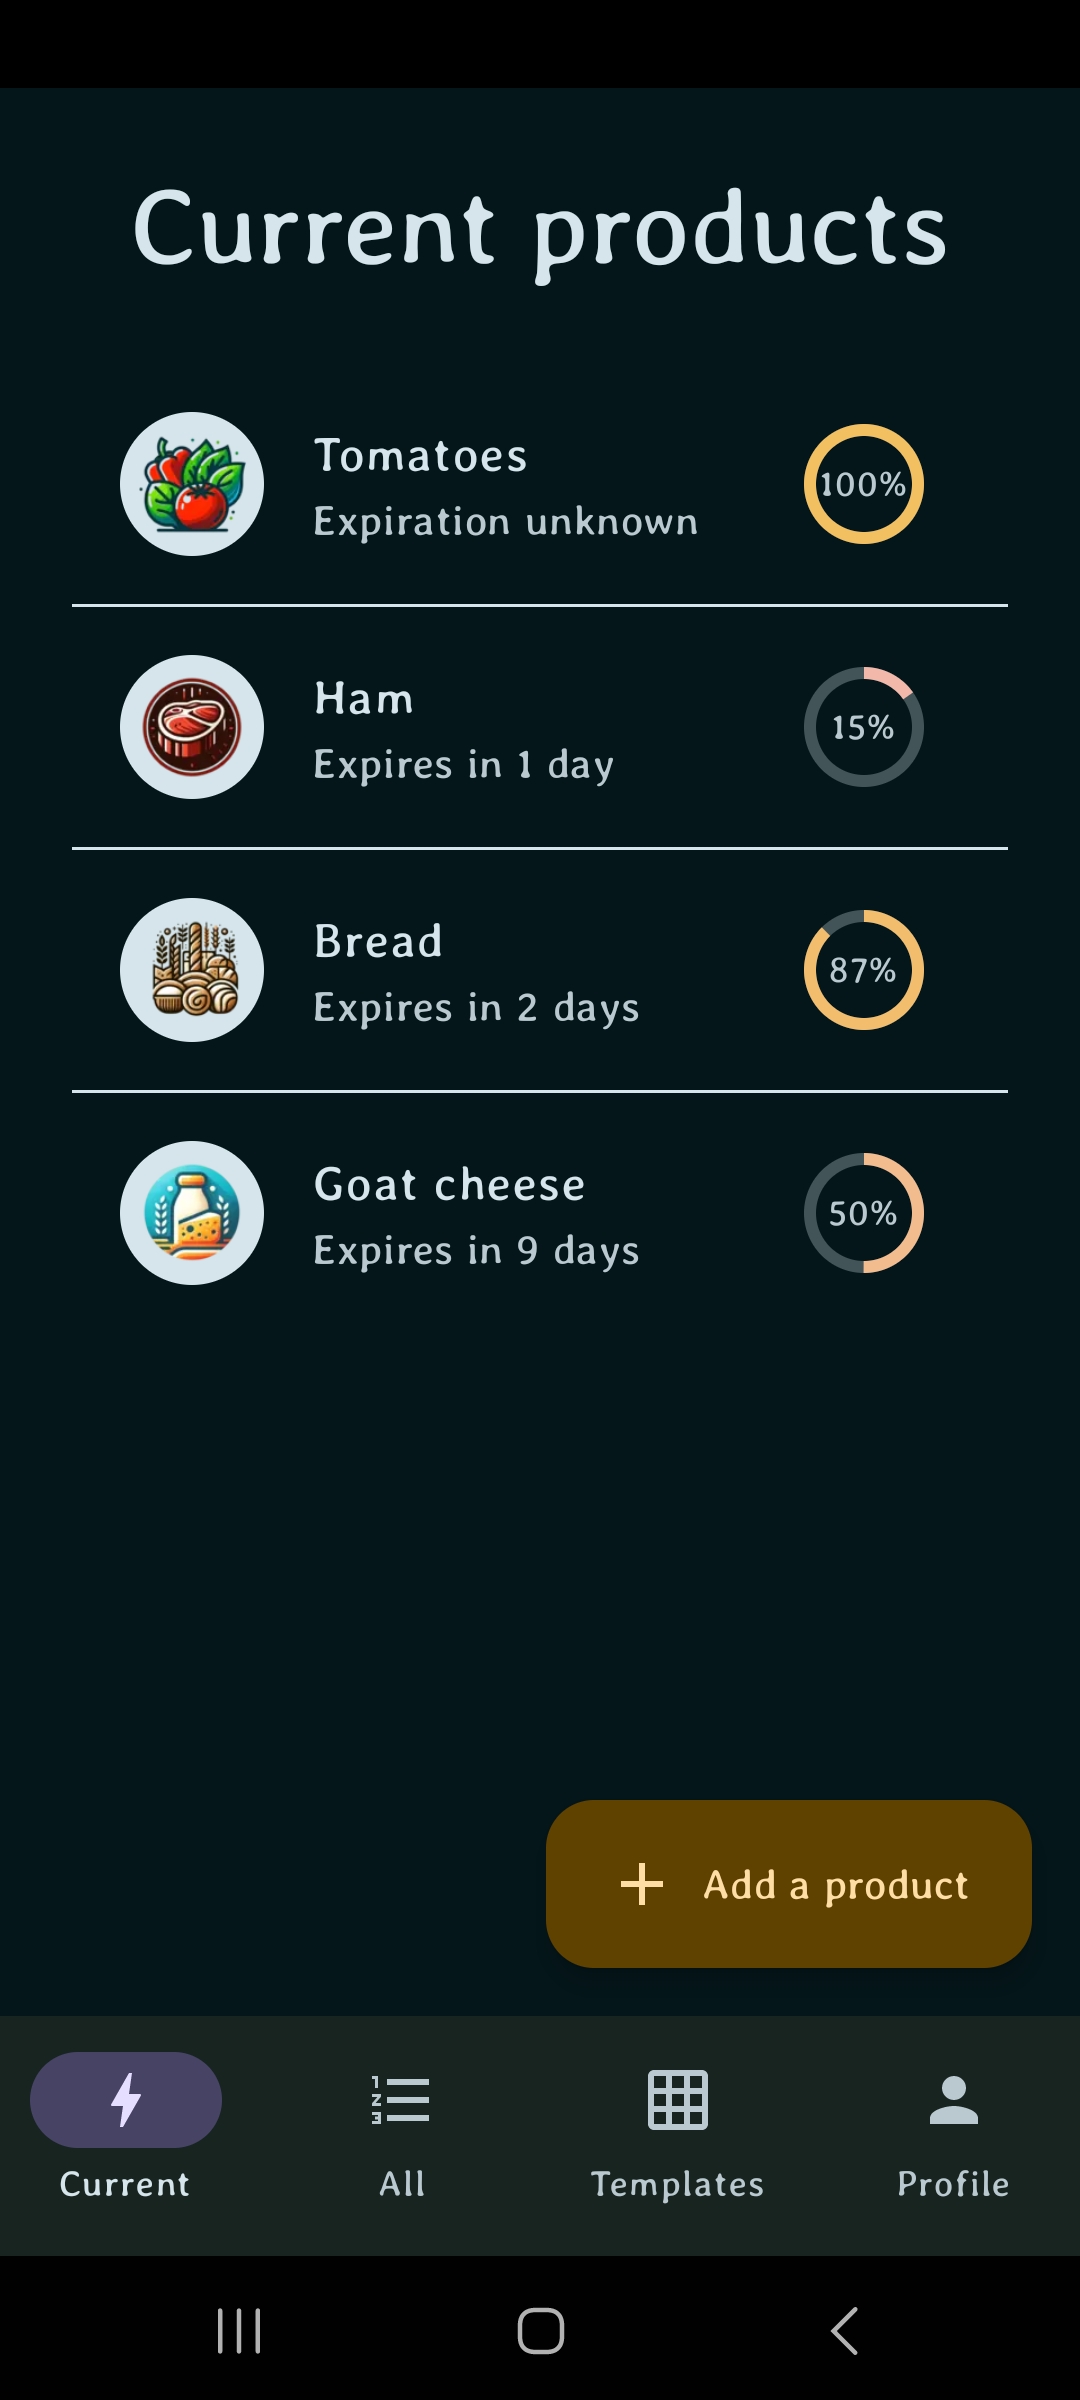 Current products
Tomatoes
Expiration unknown
100%
Ham
Expires in 1 day
15%
Bread
Expires in 2 days
87%
Goat cheese
Expires in 9 days
50%
Add a product
Current
All
Templates
Profile